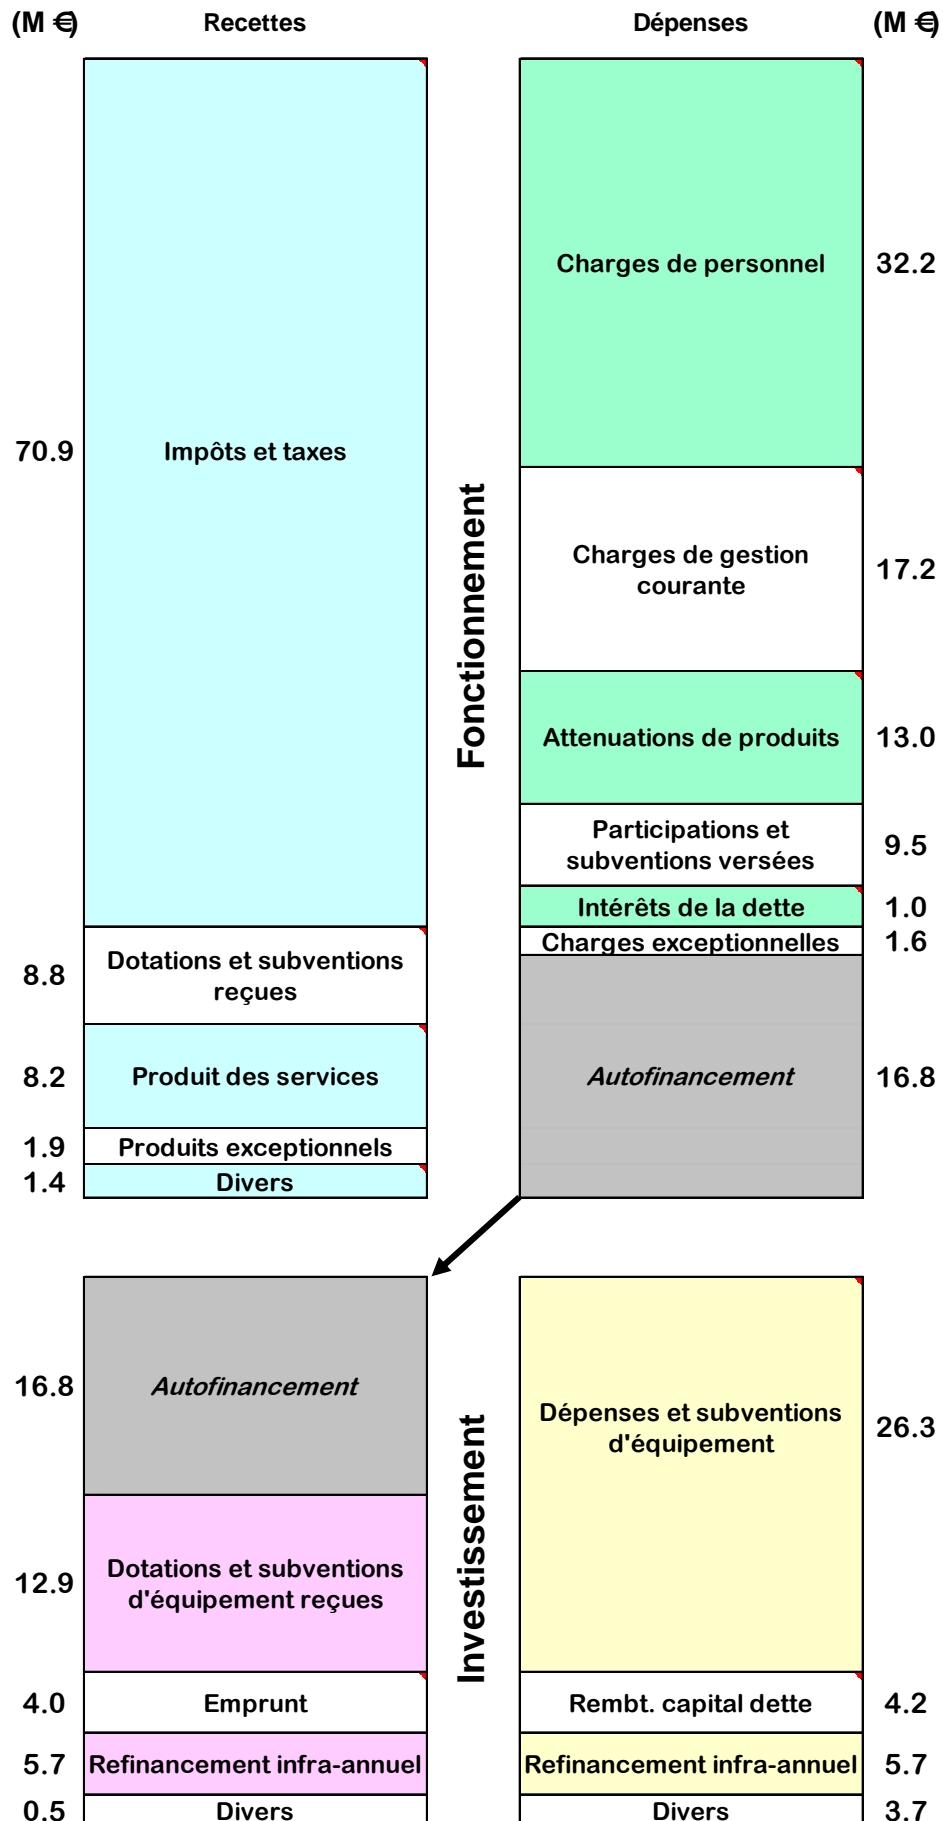 (M €) Recettes Dépenses (M €)
Charges de personnel 32.2
70.9 Impôts et taxes
Fonctionnement
Charges de gestion
courante
17.2
Attenuations de produits 13.0
Participations et
subventions versées
9.5
Intérêts de la dette 1.0
Charges exceptionnelles 1.6
8.8
Dotations et subventions
reçues
8.2 Produit des services
Autofinancement 16.8
1.9 Produits exceptionnels
1.4 Divers
16.8 Autofinancement
Dépenses et subventions
d'équipement
26.3
Investissement
12.9
Dotations et subventions
d'équipement reçues
4.0 Emprunt
Rembt. capital dette 4.2
5.7 Refinancement infra-annuel
Refinancement infra-annuel 5.7
0.5 Divers
Divers 3.7